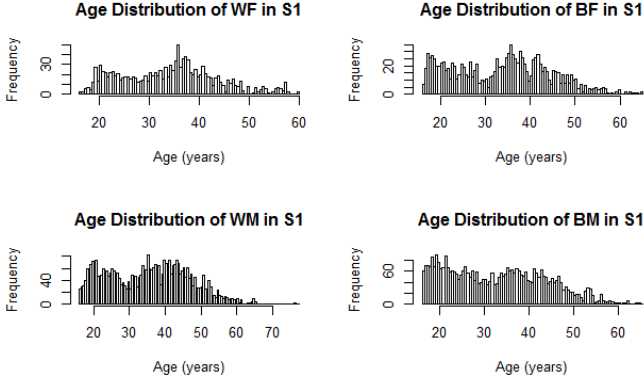 Age Distribution of WF in S1
Frequency
0 30
20 30 40 50 60
Age (years)
Age Distribution of BF in S1
Frequency
0 20
20 30 40 50 60
Age (years)
Age Distribution of WM in S1
Frequency
0 40
20 30 40 50 60 70
Age (years)
Age Distribution of BM in S1
Frequency
0 60
20 30 40 50 60
Age (years)